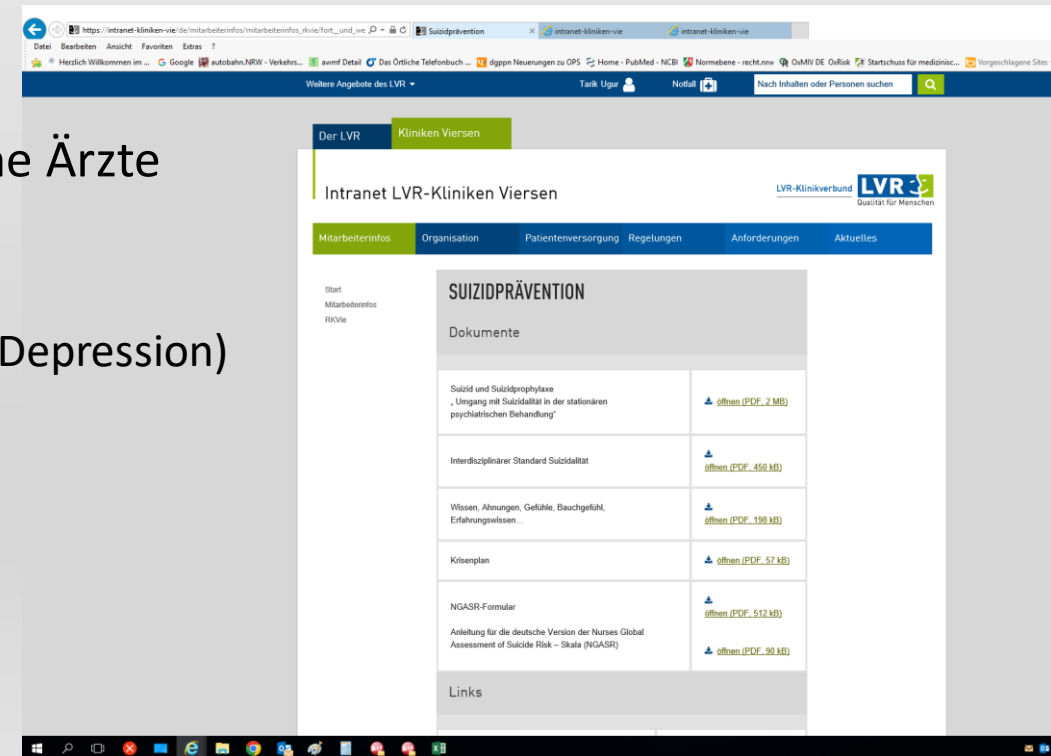 ne Ärzte
Depression)
https://intranet-kliniken-vie/de/mitarbeiterinfos/mitarbeiterinfos_rkvie/fort__und_we
Suizidprävention
intranet-kliniken-vie
intranet-kliniken-vie
Datei Bearbeiten Ansicht Favoriten Extras ?
Herzlich Willkommen im ... Google autobahn.NRW - Verkehrs... awmf Detail Das Örtliche Telefonbuch ... dgppn Neuerungen zu OPS Home - PubMed - NCBI Normebene - recht.nrw OxMIV DE OxRisk Startschuss für medizinisc... Vorgeschlagene Sites
Weitere Angebote des LVR Tarik Ugur Notfall Nach Inhalten oder Personen suchen
Der LVR Kliniken Viersen
Intranet LVR-Kliniken Viersen
LVR-Klinikverbund LVR
Qualität für Menschen
Mitarbeiterinfos Organisation Patientenversorgung Regelungen Anforderungen Aktuelles
Start
Mitarbeiterinfos
RKVie
SUIZIDPRÄVENTION
Dokumente
Suizid und Suizidprophylaxe
„ Umgang mit Suizidalität in der stationären
psychiatrischen Behandlung“
öffnen (PDF, 2 MB)
Interdisziplinärer Standard Suizidalität
öffnen (PDF, 450 kB)
Wissen, Ahnungen, Gefühle, Bauchgefühl,
Erfahrungswissen...
öffnen (PDF, 198 kB)
Krisenplan
öffnen (PDF, 57 kB)
NGASR-Formular
öffnen (PDF, 512 kB)
Anleitung für die deutsche Version der Nurses Global
Assessment of Suicide Risk – Skala (NGASR)
öffnen (PDF, 90 kB)
Links